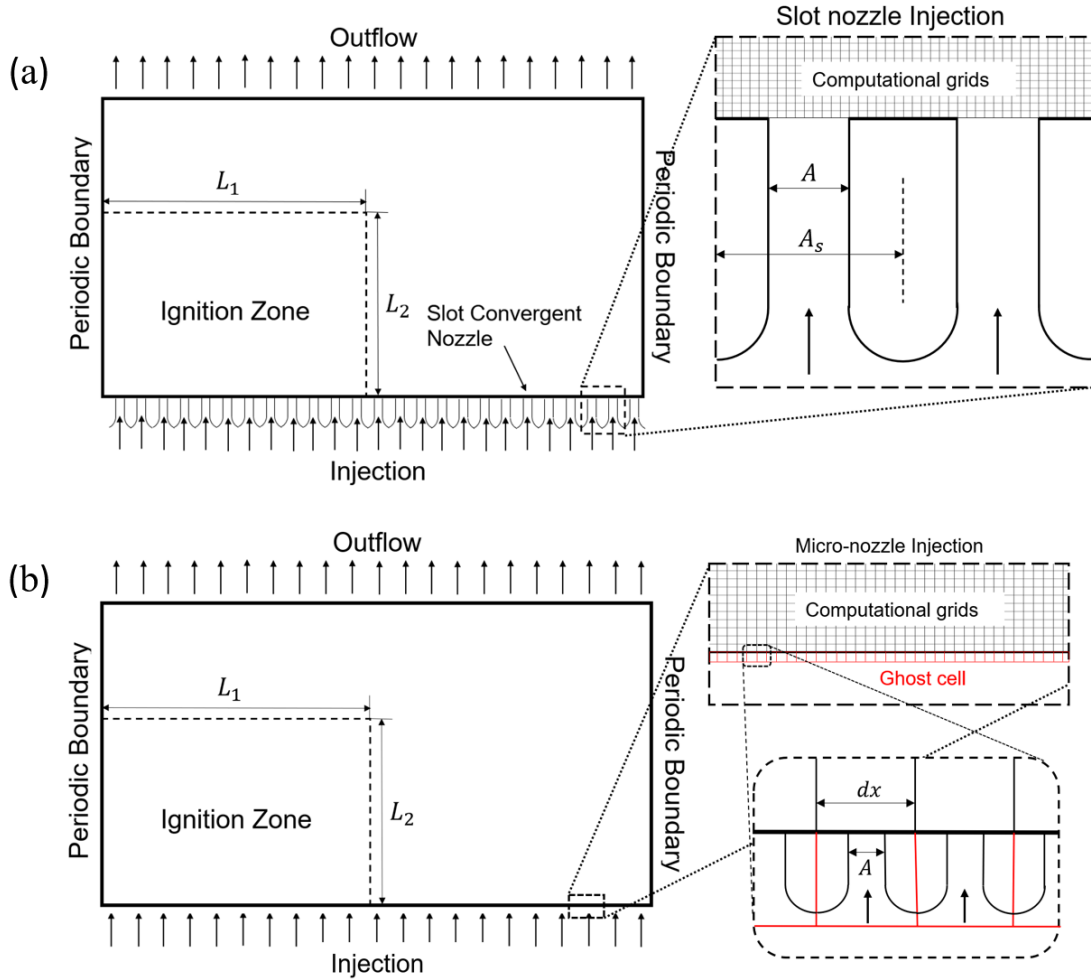 (a)
Outflow
Periodic Boundary
L₁
L₂
Ignition Zone
Slot Convergent
Nozzle
Periodic Boundary
Injection
Slot nozzle Injection
Computational grids
A
Aₛ
(b)
Outflow
Periodic Boundary
L₁
L₂
Ignition Zone
Periodic Boundary
Injection
Micro-nozzle Injection
Computational grids
Ghost cell
dx
A